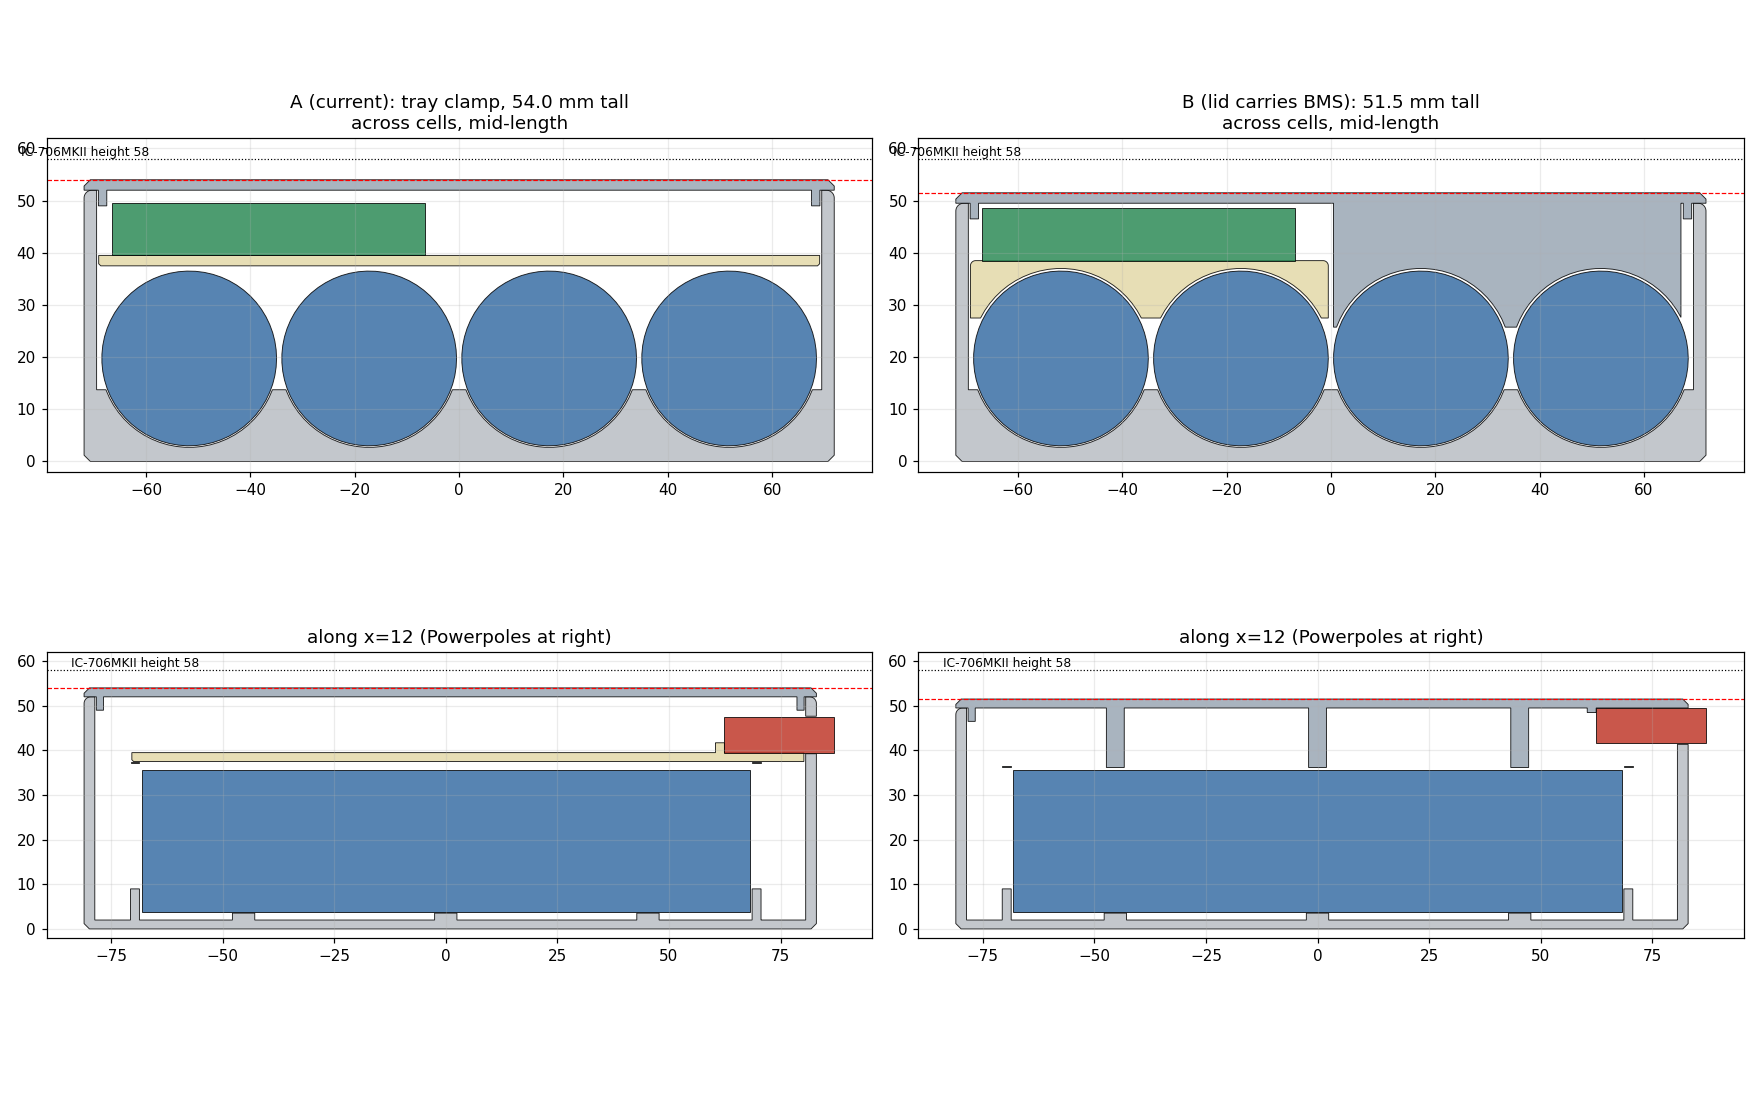 A (current): tray clamp, 54.0 mm tall
across cells, mid-length
IC-706MKII height 58
60
50
40
30
20
10
0
−60 −40 −20 0 20 40 60
B (lid carries BMS): 51.5 mm tall
across cells, mid-length
IC-706MKII height 58
60
50
40
30
20
10
0
−60 −40 −20 0 20 40 60
along x=12 (Powerpoles at right)
IC-706MKII height 58
60
50
40
30
20
10
0
−75 −50 −25 0 25 50 75
along x=12 (Powerpoles at right)
IC-706MKII height 58
60
50
40
30
20
10
0
−75 −50 −25 0 25 50 75